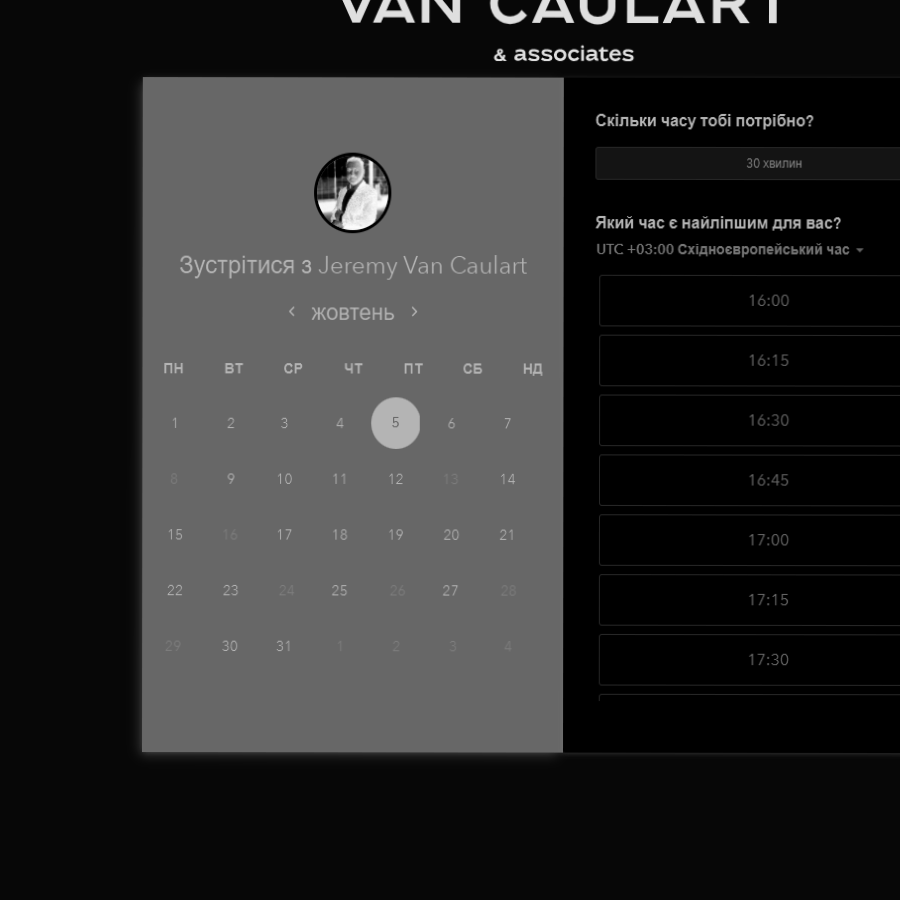 VAN CAULART
& associates
Зустрітися з Jeremy Van Caulart
жовтень
ПН ВТ СР ЧТ ПТ СБ НД
1 2 3 4 5 6 7
8 9 10 11 12 13 14
15 16 17 18 19 20 21
22 23 24 25 26 27 28
29 30 31 1 2 3 4
Скільки часу тобі потрібно?
30 хвилин
Який час є найліпшим для вас?
UTC +03:00 Східноєвропейський час
16:00
16:15
16:30
16:45
17:00
17:15
17:30